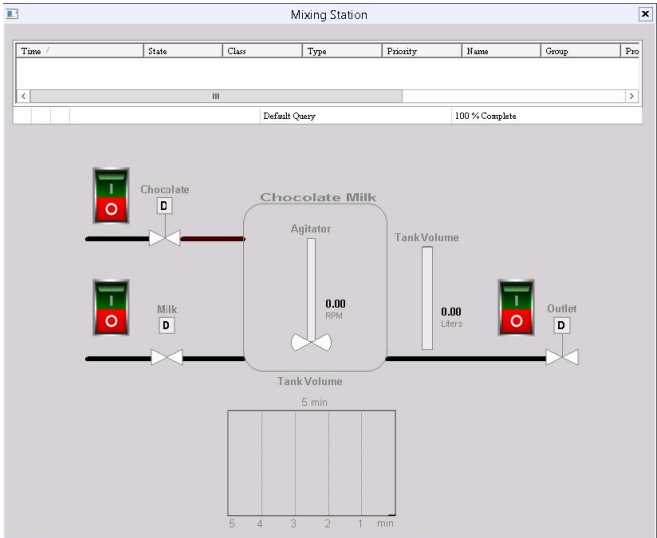 Mixing Station
Time / State Class Type Priority Name Group Pro
Default Query 100 % Complete
Chocolate
D
Chocolate Milk
Agitator
TankVolume
Milk
D
0.00
RPM
0.00
Liters
Outlet
D
Tank Volume
5 min
5 4 3 2 1 min